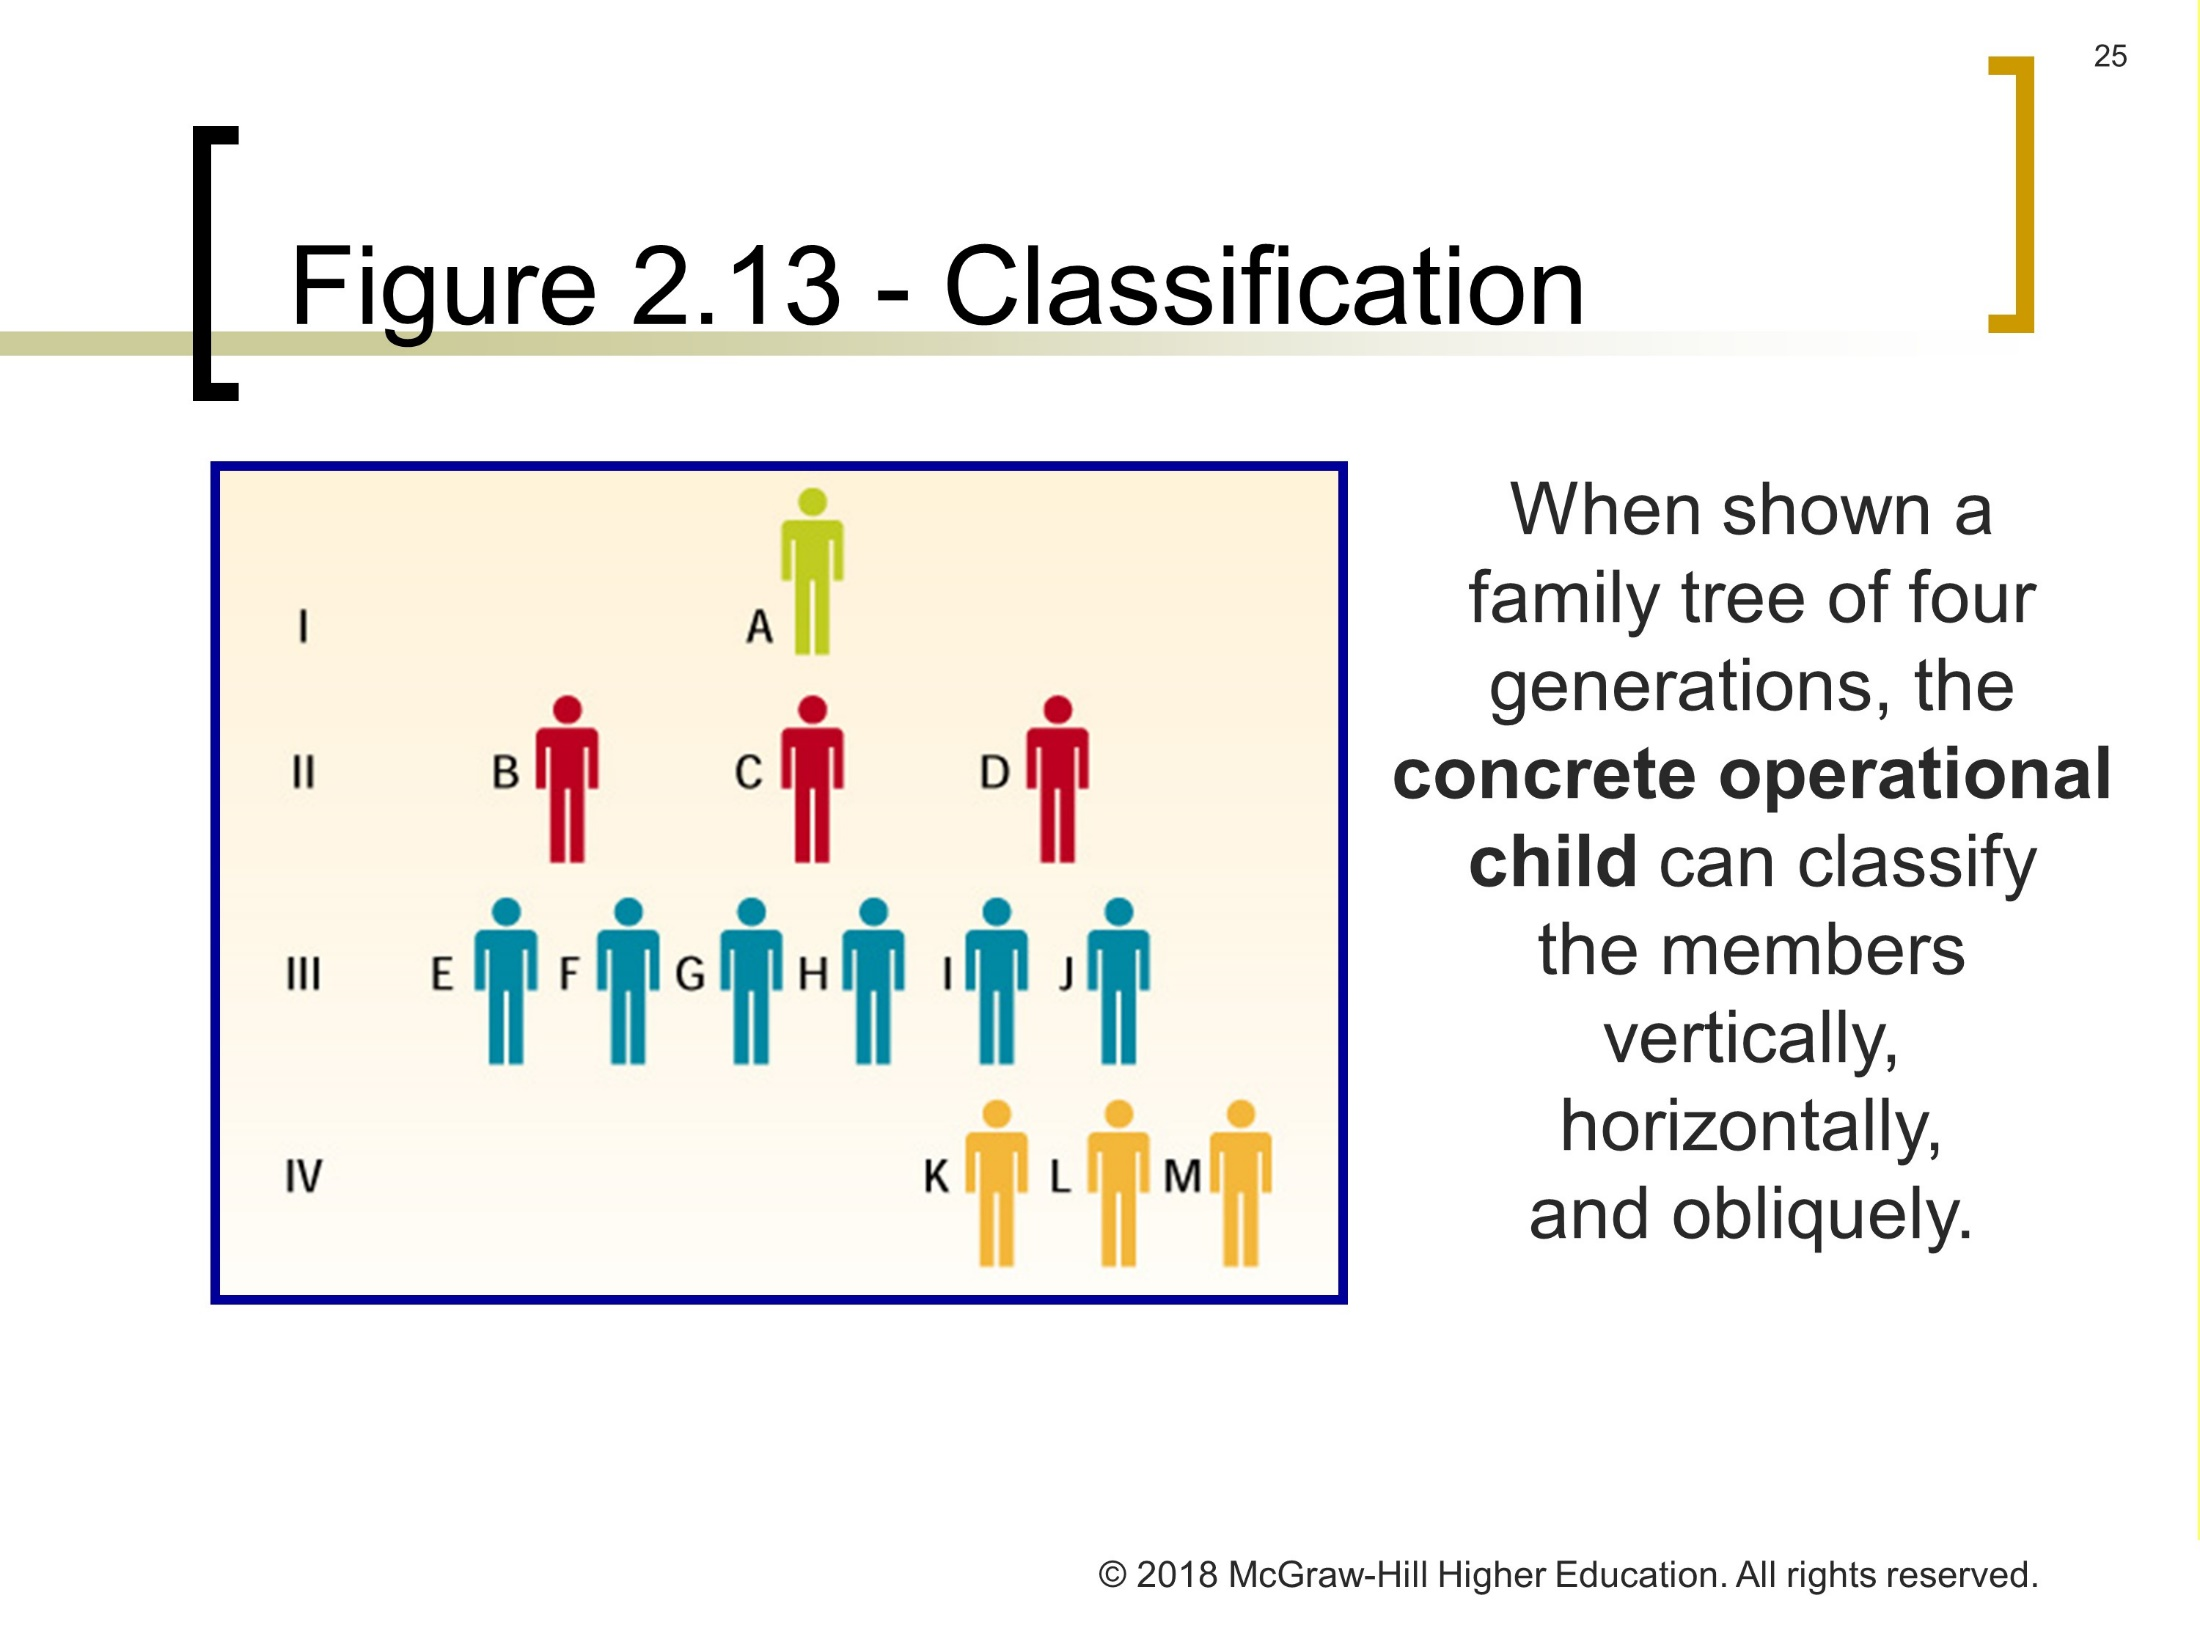 25
Figure 2.13 - Classification
I A
II B C D
III E F G H I J
IV K L M
When shown a
family tree of four
generations, the
concrete operational
child can classify
the members
vertically,
horizontally,
and obliquely.
© 2018 McGraw-Hill Higher Education. All rights reserved.